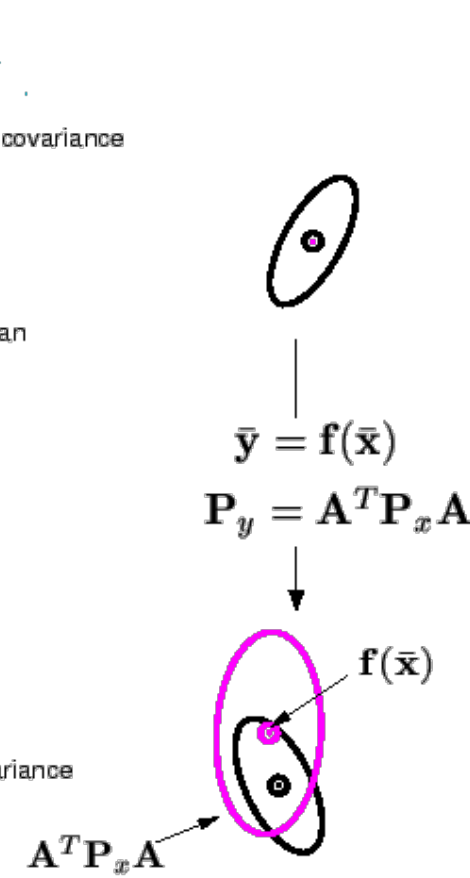 covariance
an
ȳ = f(x̄)
P_y = A^T P_x A
f(x̄)
riance
A^T P_x A